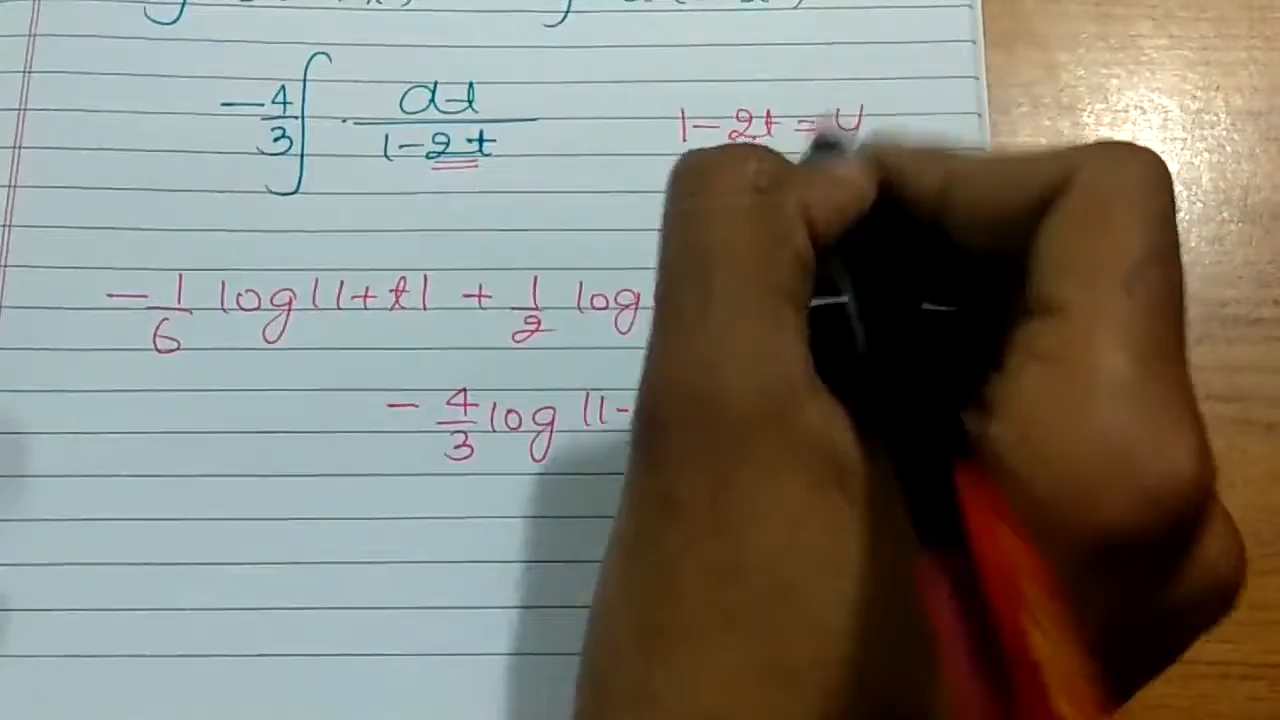 -4/3 ∫ dt/(1-2t)
1-2t = u
-1/6 log|1+t| + 1/2 log
-4/3 log |1-